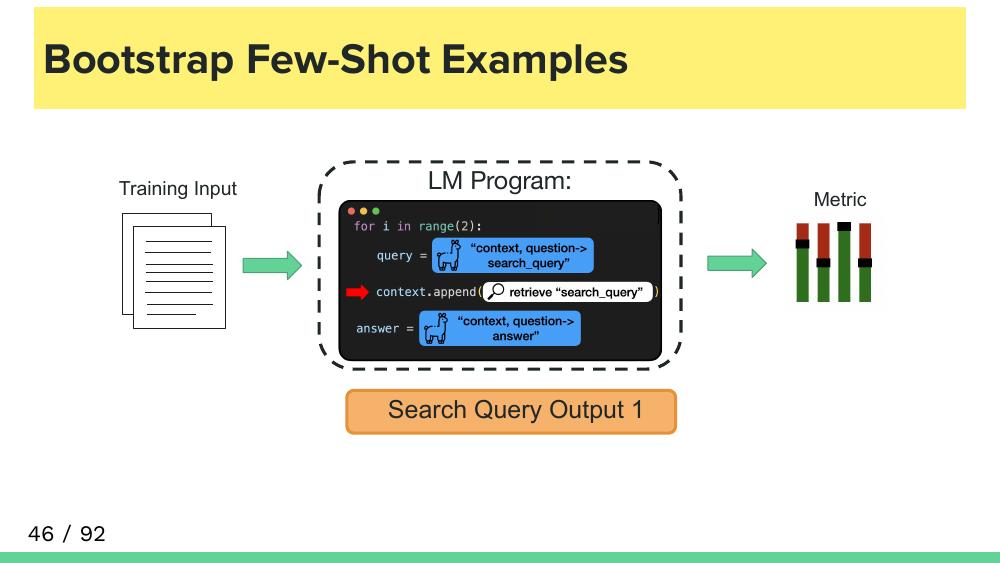 Bootstrap Few-Shot Examples
Training Input
LM Program:
for i in range(2):
query = “context, question->
search_query”
context.append( retrieve “search_query” )
answer = “context, question->
answer”
Metric
Search Query Output 1
46 / 92